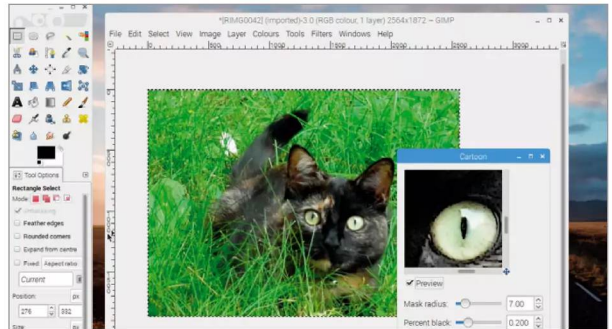 *[RIMG0042] (imported)-3.0 (RGB colour, 1 layer) 2564x1872 – GIMP
File Edit Select View Image Layer Colours Tools Filters Windows Help
Cartoon
Tool Options
Rectangle Select
Mode:
Antialiasing
Feather edges
Rounded corners
Expand from centre
Fixed: Aspect ratio
Current
Position: px
276 332
Size: px
Preview
Mask radius: 7.00
Percent black: 0.200